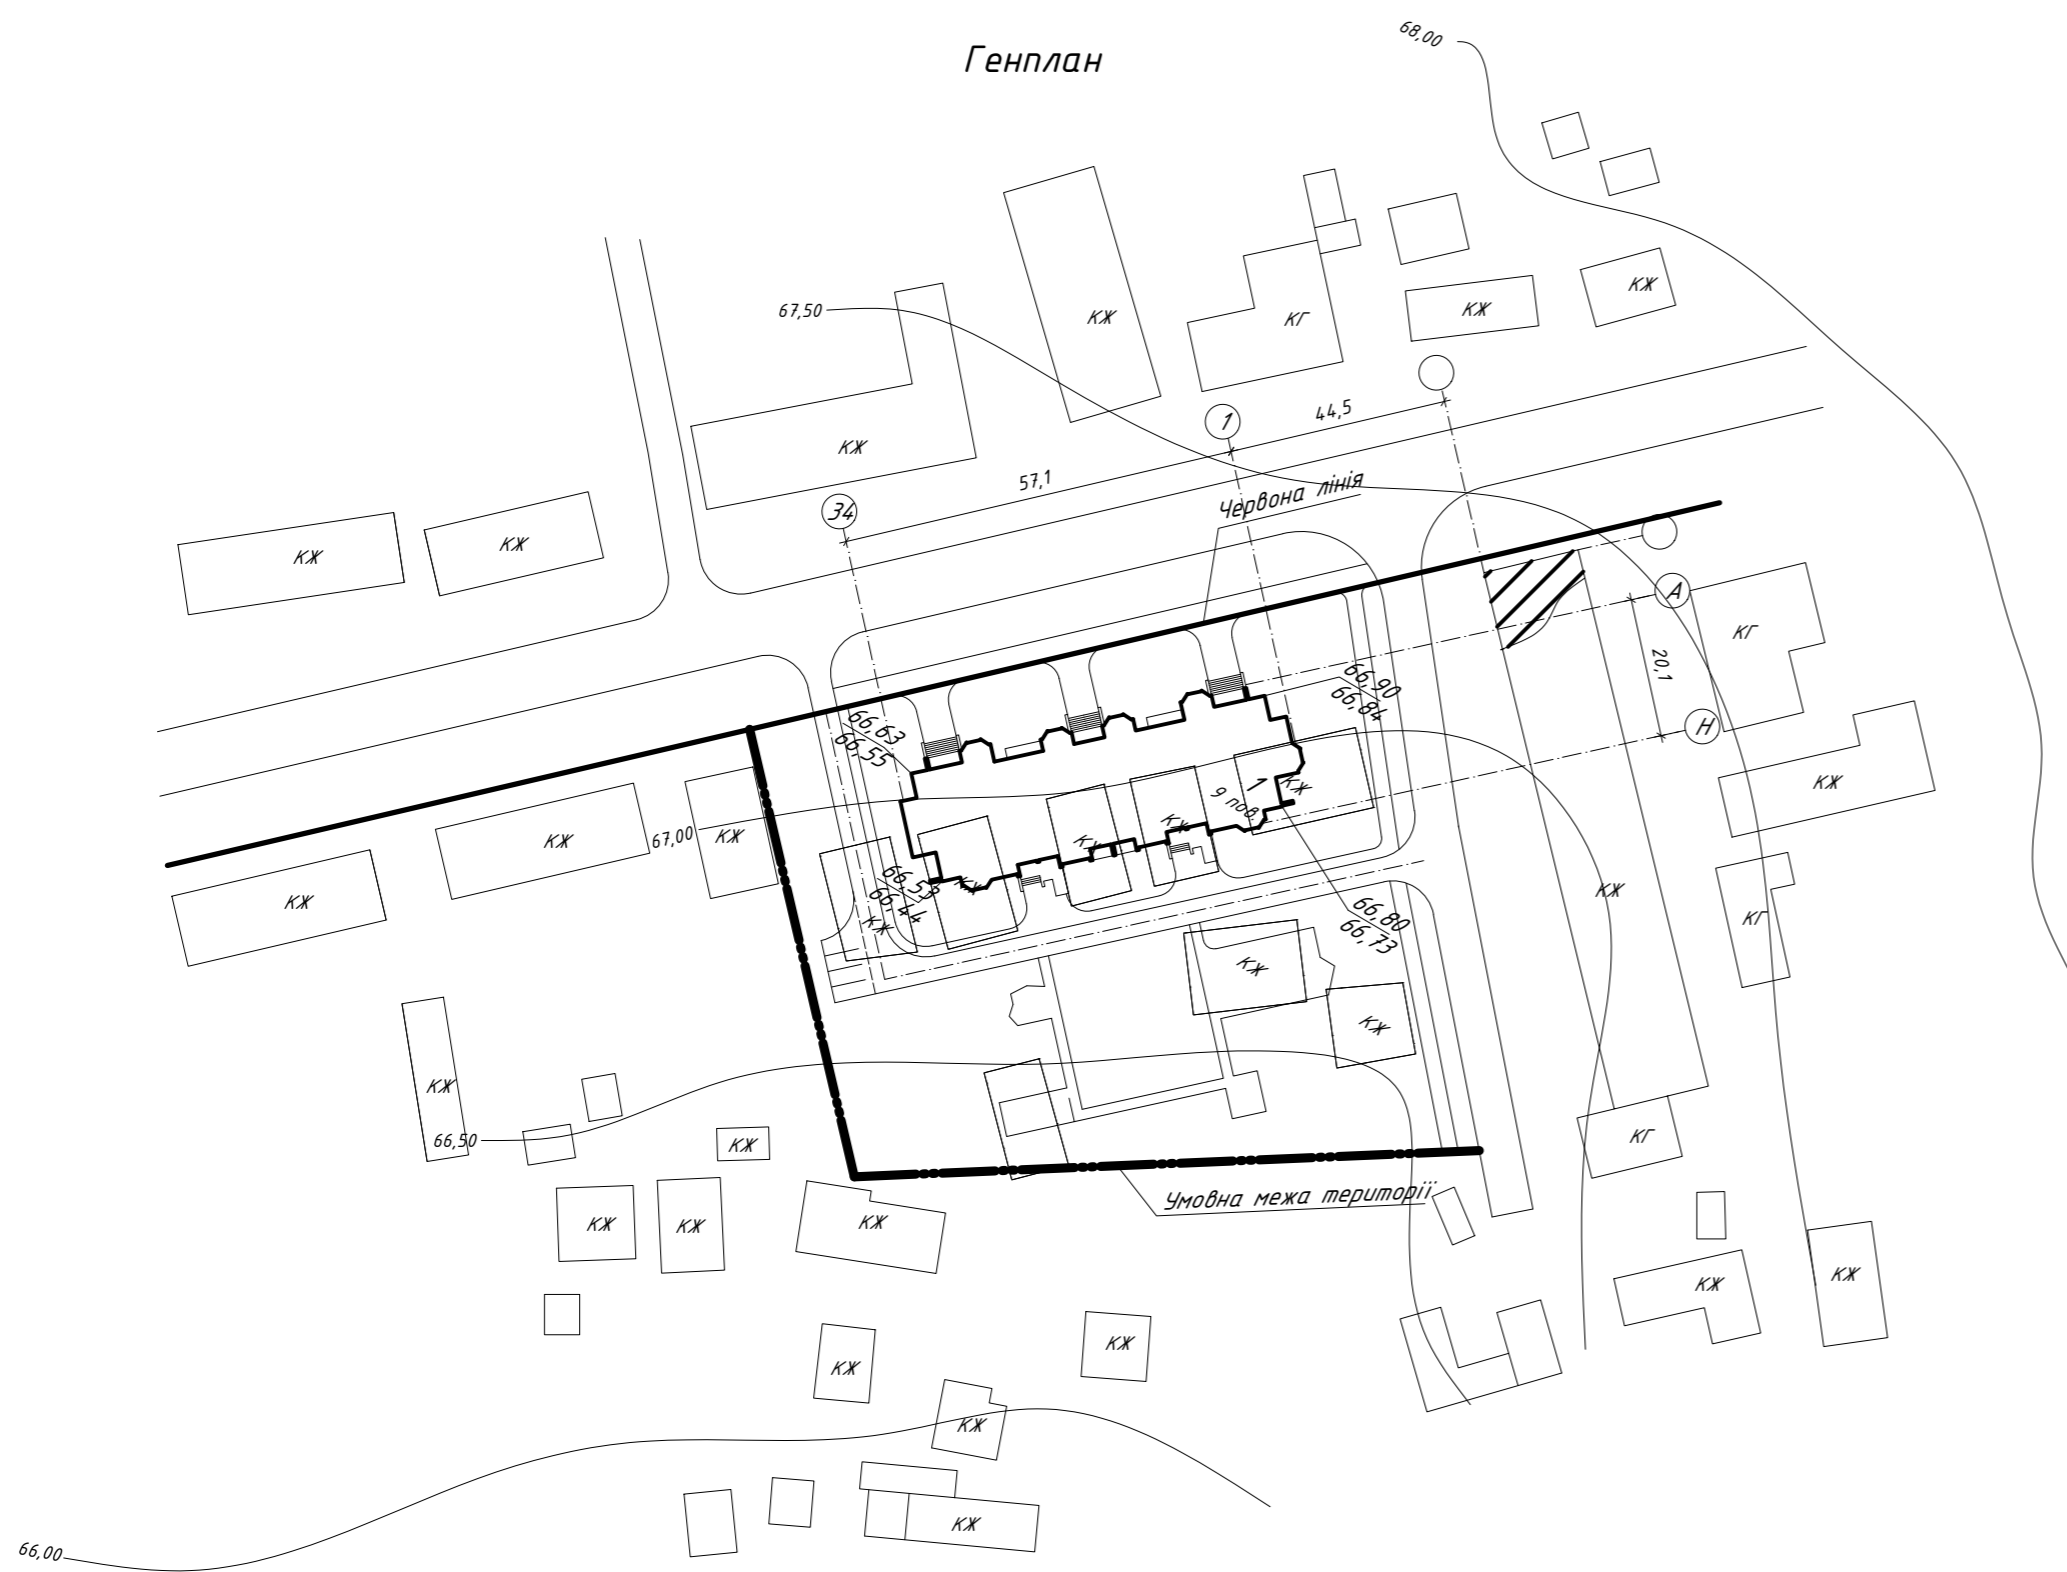 Генплан
68,00
КЖ
67,50
КЖ
КГ
КЖ
44,5
1
КЖ
57,1
Червона лінія
34
КЖ
КЖ
А
КГ
20,1
66,90
66,84
66,63
66,55
Н
1
9 пов.
КЖ
КЖ
КЖ
КЖ
67,00
КЖ
КЖ
КЖ
66,53
66,44
КЖ
КЖ
КЖ
КЖ
КГ
66,80
66,73
КЖ
КЖ
КЖ
66,50
КЖ
КГ
Умовна межа території
КЖ
КЖ
КЖ
КЖ
КЖ
КЖ
КЖ
КЖ
КЖ
66,00